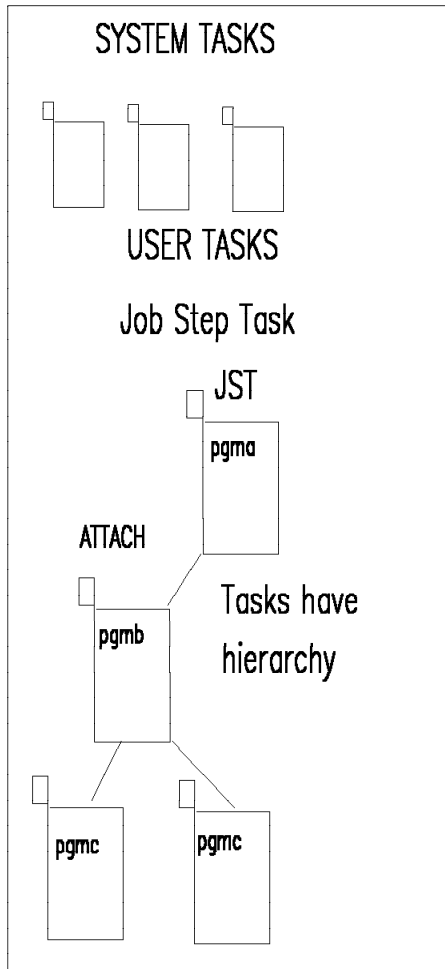 SYSTEM TASKS
USER TASKS
Job Step Task
JST
pgma
ATTACH
pgmb
Tasks have
hierarchy
pgmc
pgmc